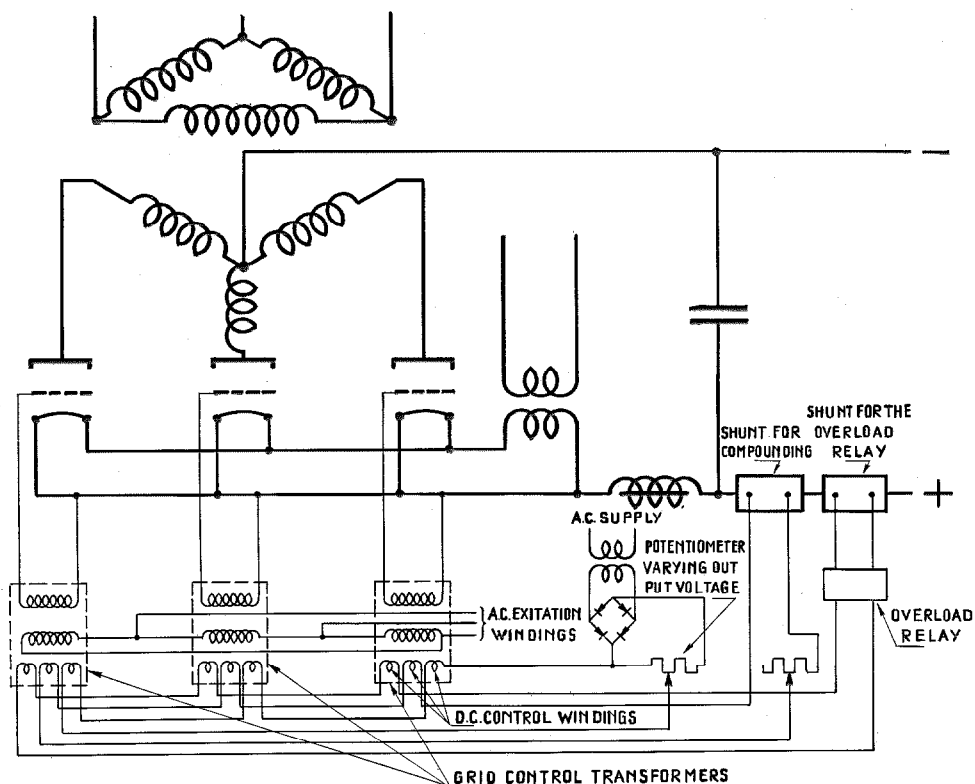 SHUNT FOR
COMPOUNDING
SHUNT FOR THE
OVERLOAD
RELAY
—
+
A.C. SUPPLY
POTENTIOMETER
VARYING OUT
PUT VOLTAGE
OVERLOAD
RELAY
A.C. EXITATION
WINDINGS
D.C. CONTROL WINDINGS
GRID CONTROL TRANSFORMERS